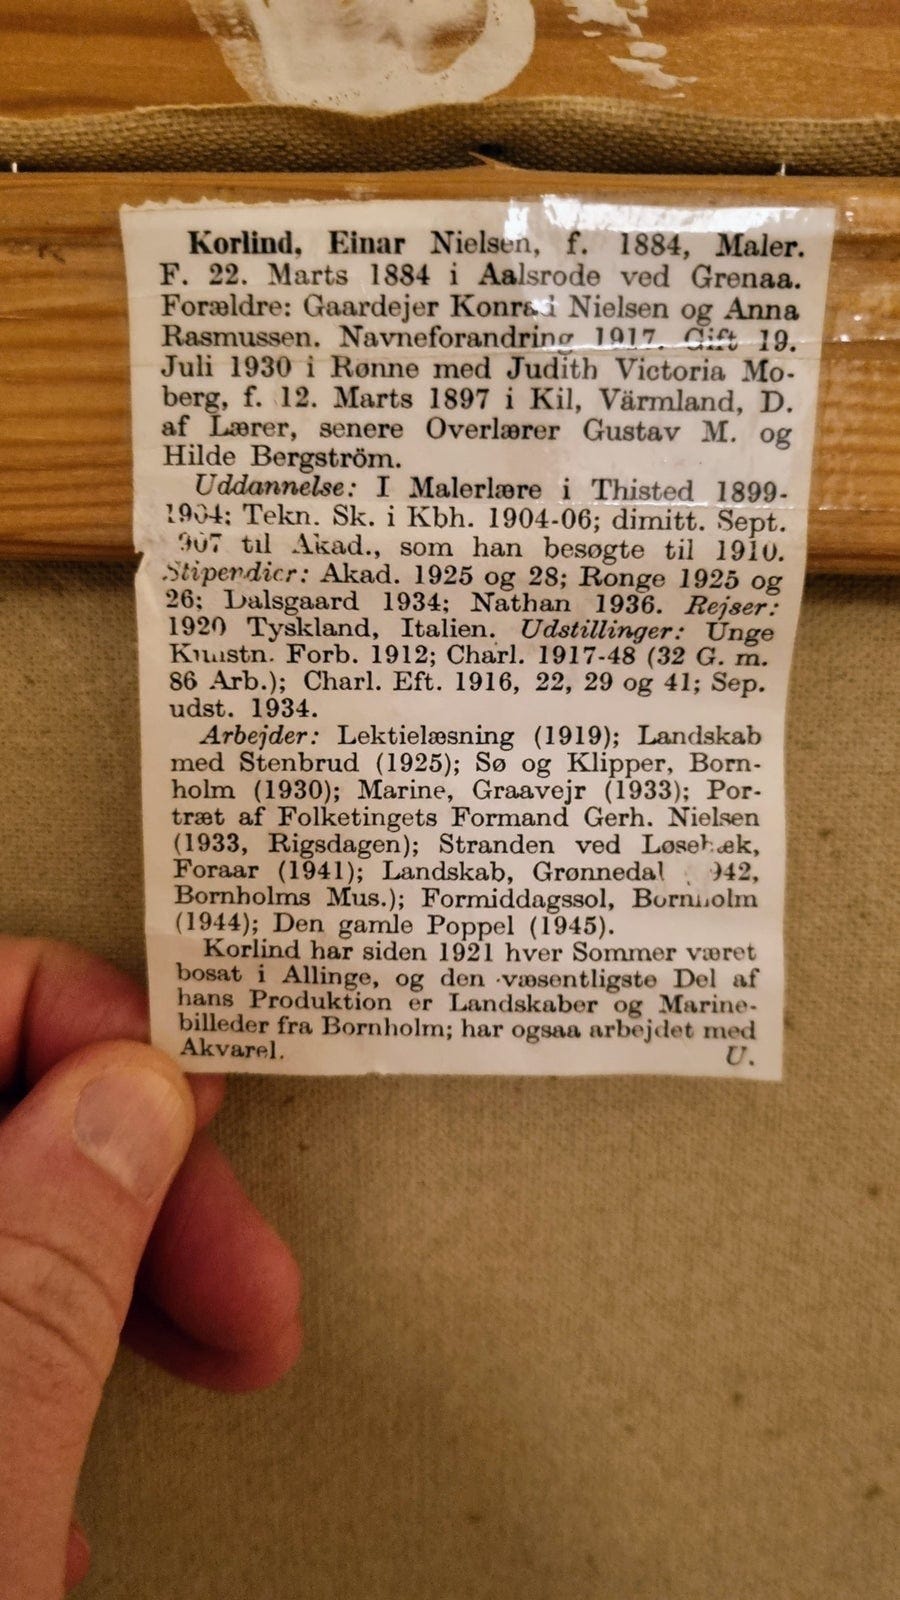 Korlind, Einar Nielsen, f. 1884, Maler.
F. 22. Marts 1884 i Aalsrode ved Grenaa.
Forældre: Gaardejer Konrad Nielsen og Anna
Rasmussen. Navneforandring 1917. Gift 19.
Juli 1930 i Rønne med Judith Victoria Mo-
berg, f. 12. Marts 1897 i Kil, Värmland, D.
af Lærer, senere Overlærer Gustav M. og
Hilde Bergström.
Uddannelse: I Malerlære i Thisted 1899-
1904; Tekn. Sk. i Kbh. 1904-06; dimitt. Sept.
907 til Akad., som han besøgte til 1910.
Stipendier: Akad. 1925 og 28; Ronge 1925 og
26; Dalsgaard 1934; Nathan 1936. Rejser:
1920 Tyskland, Italien. Udstillinger: Unge
Kunstn. Forb. 1912; Charl. 1917-48 (32 G. m.
86 Arb.); Charl. Eft. 1916, 22, 29 og 41; Sep.
udst. 1934.
Arbejder: Lektielæsning (1919); Landskab
med Stenbrud (1925); Sø og Klipper, Born-
holm (1930); Marine, Graavejr (1933); Por-
træt af Folketingets Formand Gerh. Nielsen
(1933, Rigsdagen); Stranden ved Løsebæk,
Foraar (1941); Landskab, Grønnedal 942,
Bornholms Mus.); Formiddagssol, Bornholm
(1944); Den gamle Poppel (1945).
Korlind har siden 1921 hver Sommer været
bosat i Allinge, og den væsentligste Del af
hans Produktion er Landskaber og Marine-
billeder fra Bornholm; har ogsaa arbejdet med
Akvarel. U.